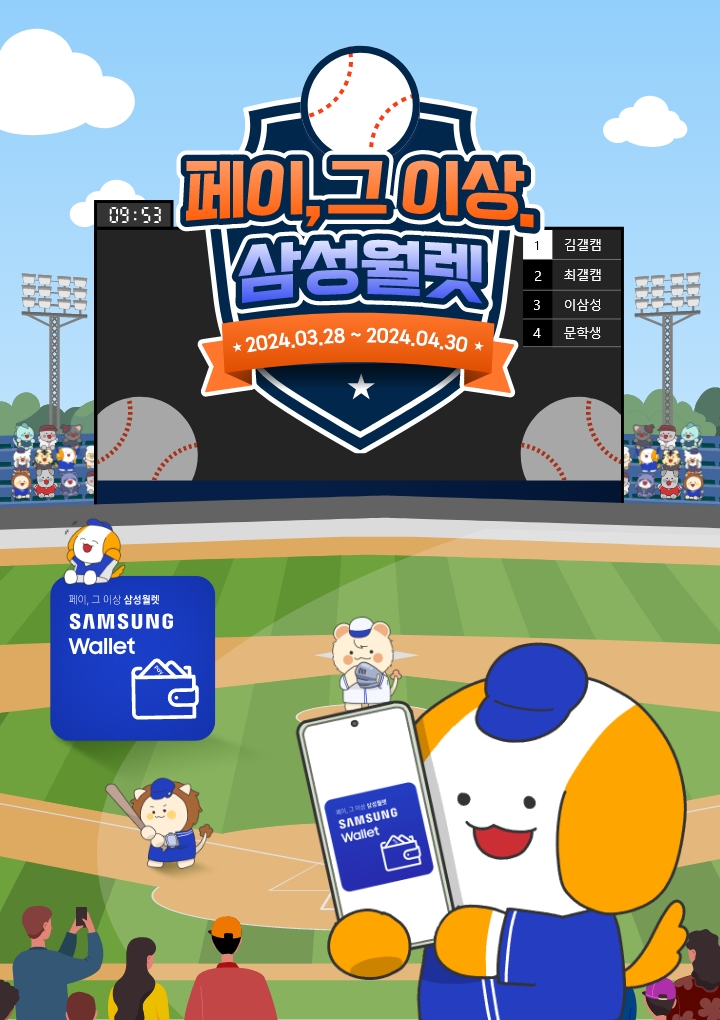 페이, 그 이상.
삼성월렛
09:53
1 김갤캠
2 최갤캠
3 이삼성
4 문학생
★2024.03.28 ~ 2024.04.30★
페이, 그 이상 삼성월렛
SAMSUNG
Wallet
Pay
페이, 그 이상 삼성월렛
SAMSUNG
Wallet